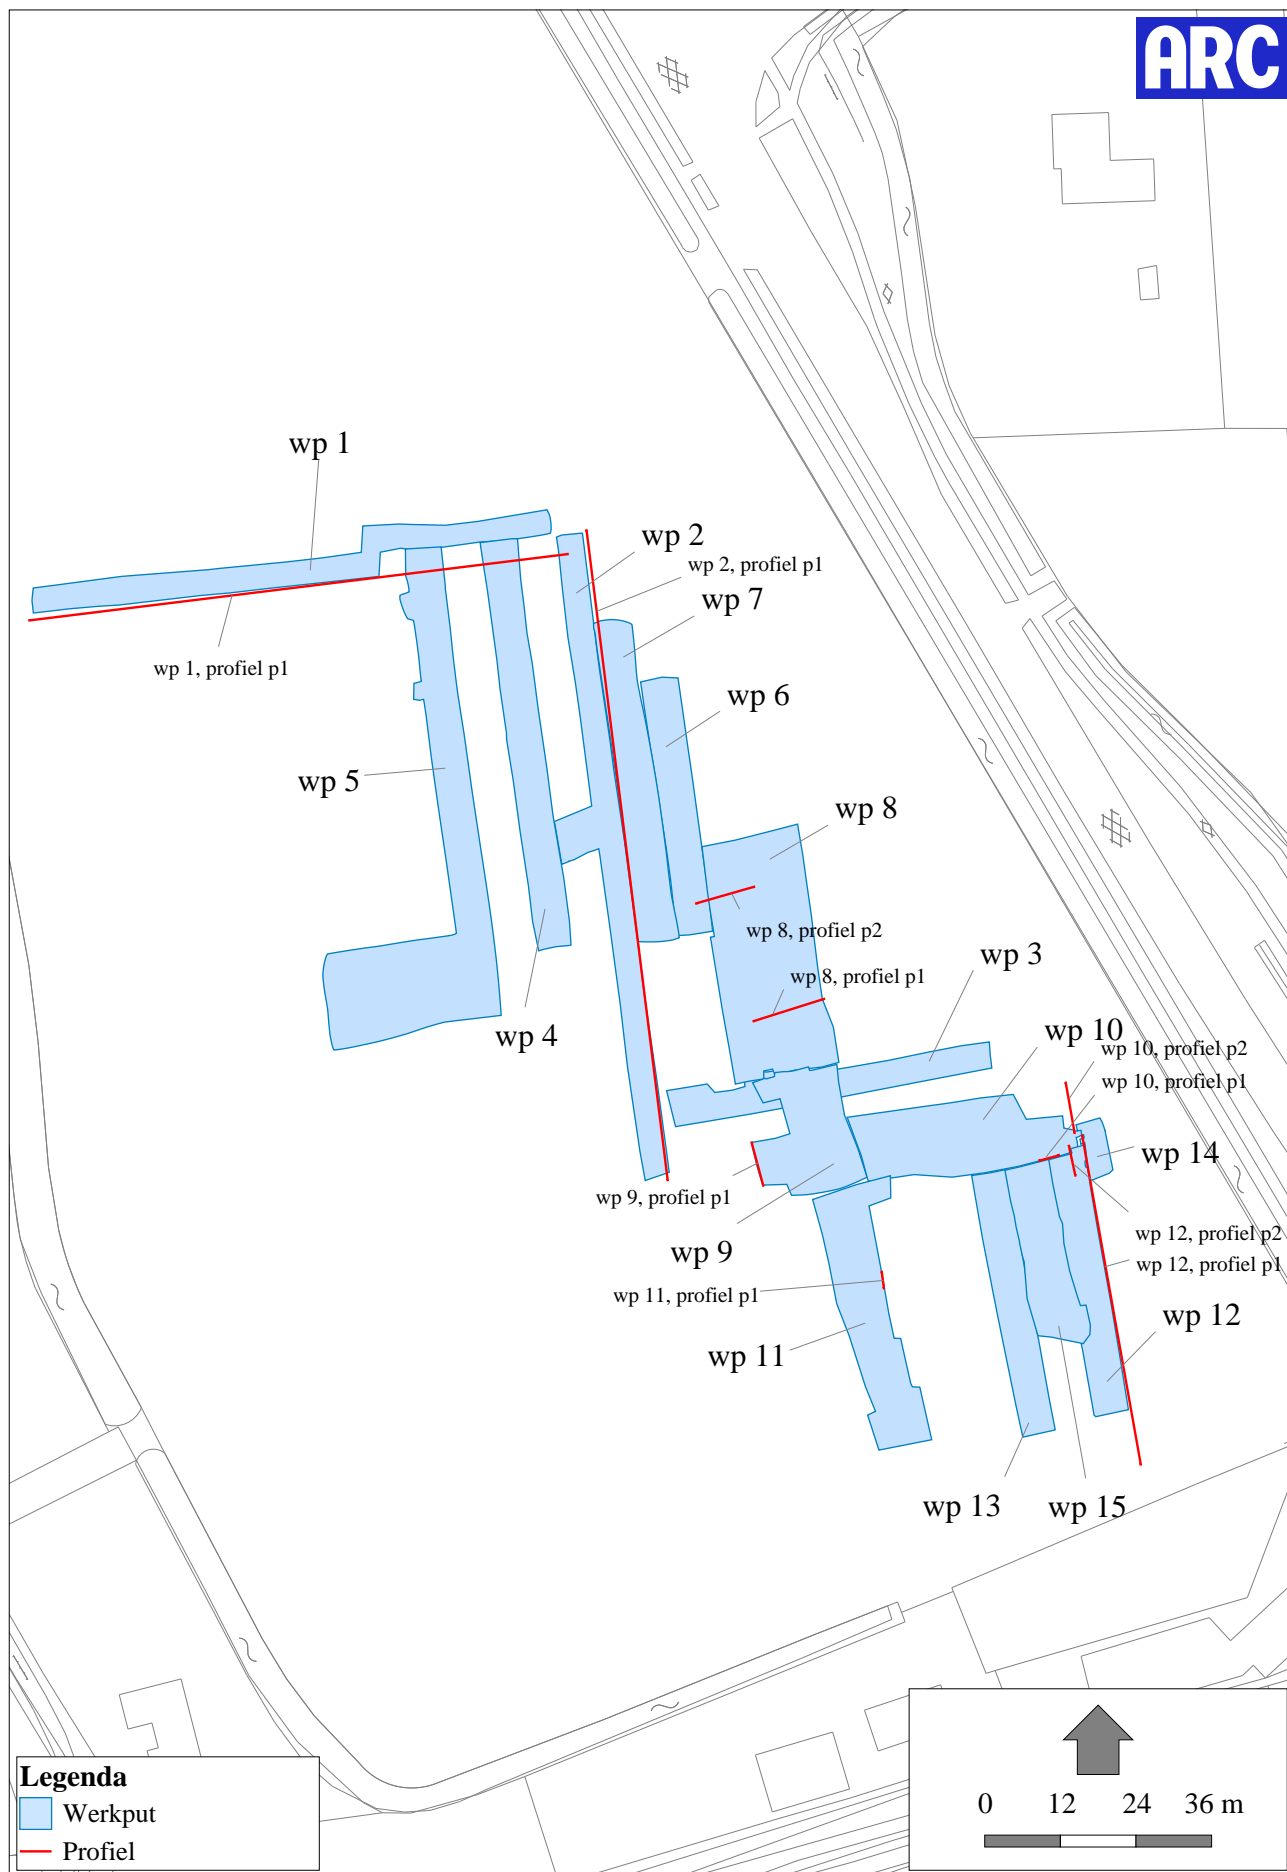 ARC
wp 1
wp 2
wp 2, profiel p1
wp 7
wp 1, profiel p1
wp 6
wp 5
wp 8
wp 8, profiel p2
wp 3
wp 8, profiel p1
wp 4
wp 10
wp 10, profiel p2
wp 10, profiel p1
wp 14
wp 9, profiel p1
wp 12, profiel p2
wp 9
wp 12, profiel p1
wp 11, profiel p1
wp 12
wp 11
wp 13
wp 15
Legenda
Werkput
Profiel
0 12 24 36 m